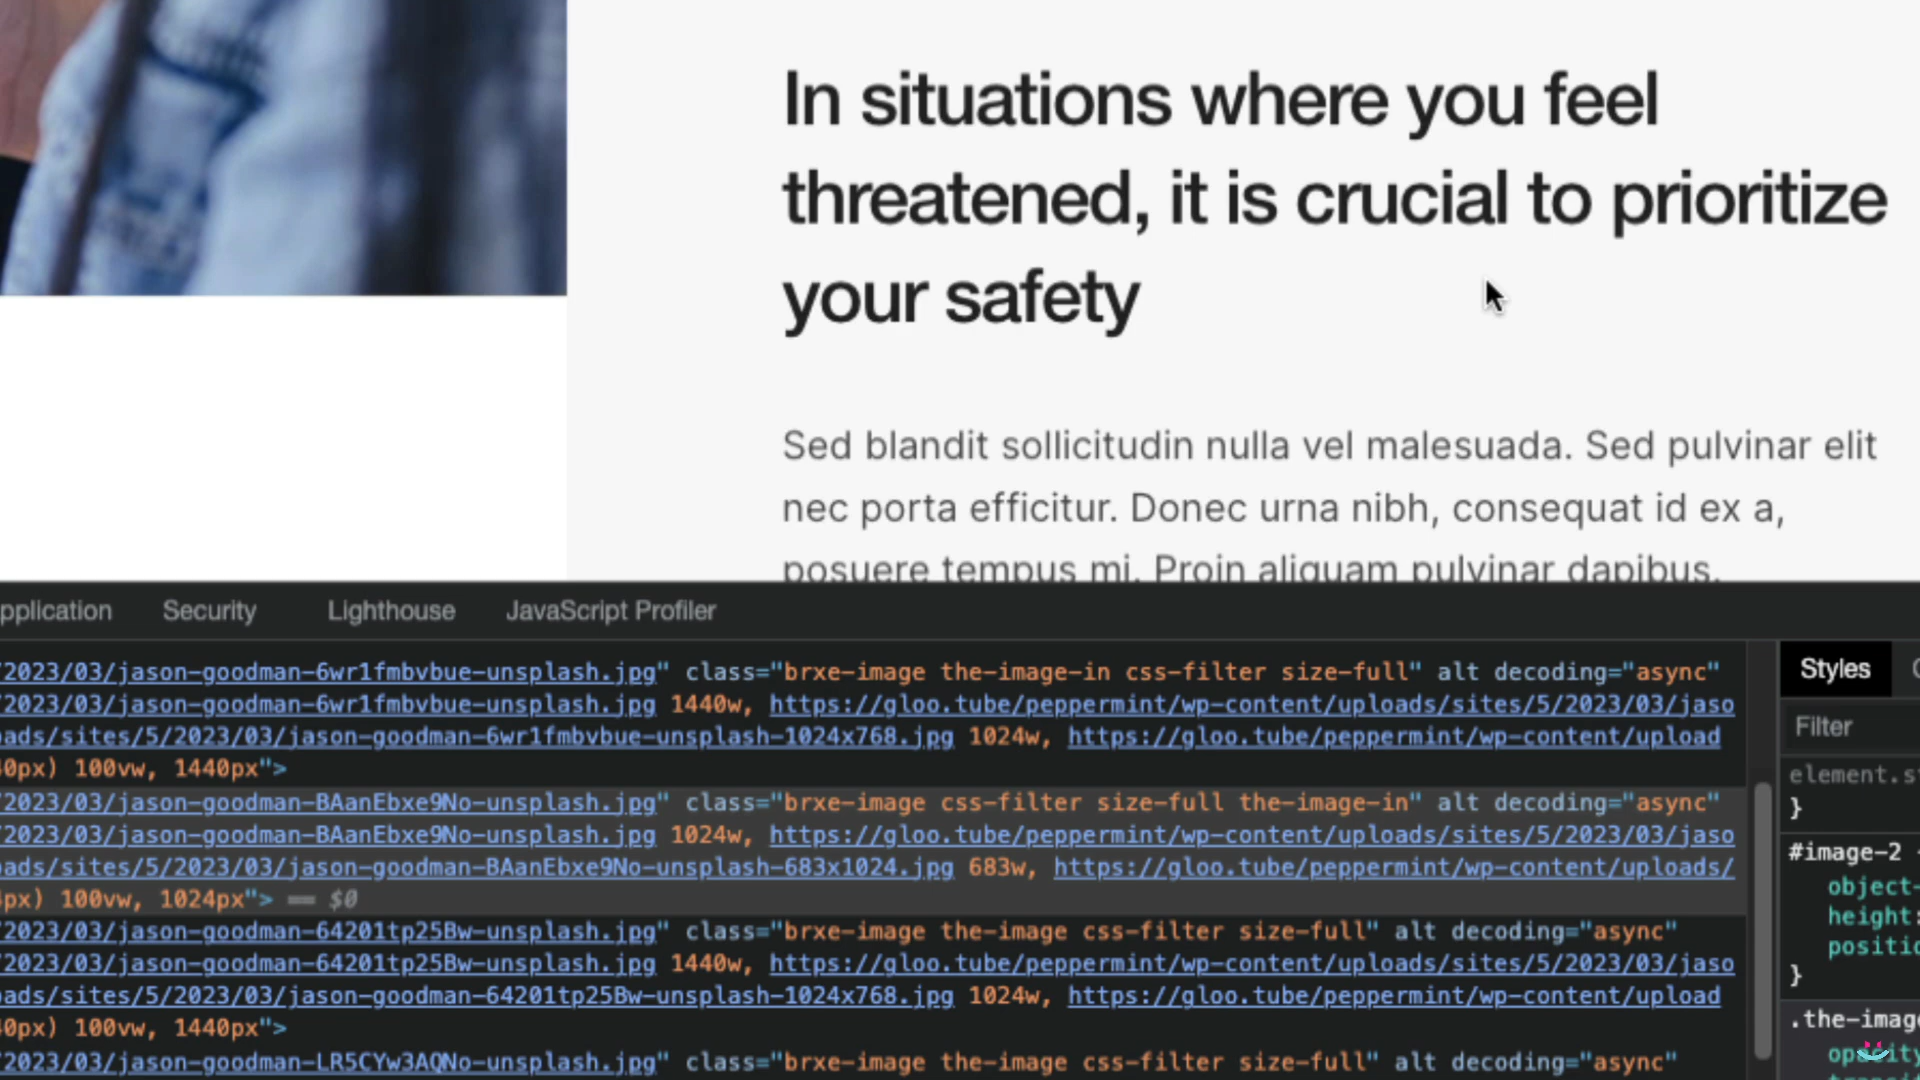 In situations where you feel
threatened, it is crucial to prioritize
your safety
Sed blandit sollicitudin nulla vel malesuada. Sed pulvinar elit
nec porta efficitur. Donec urna nibh, consequat id ex a,
posuere tempus mi. Proin aliquam pulvinar dapibus.
pplication Security Lighthouse JavaScript Profiler
/2023/03/jason-goodman-6wr1fmbvbue-unsplash.jpg" class="brxe-image the-image-in css-filter size-full" alt decoding="async"
/2023/03/jason-goodman-6wr1fmbvbue-unsplash.jpg 1440w, https://gloo.tube/peppermint/wp-content/uploads/sites/5/2023/03/jaso
oads/sites/5/2023/03/jason-goodman-6wr1fmbvbue-unsplash-1024x768.jpg 1024w, https://gloo.tube/peppermint/wp-content/upload
40px) 100vw, 1440px">
/2023/03/jason-goodman-BAanEbxe9No-unsplash.jpg" class="brxe-image css-filter size-full the-image-in" alt decoding="async"
/2023/03/jason-goodman-BAanEbxe9No-unsplash.jpg 1024w, https://gloo.tube/peppermint/wp-content/uploads/sites/5/2023/03/jaso
oads/sites/5/2023/03/jason-goodman-BAanEbxe9No-unsplash-683x1024.jpg 683w, https://gloo.tube/peppermint/wp-content/uploads/
4px) 100vw, 1024px"> == $0
/2023/03/jason-goodman-64201tp25Bw-unsplash.jpg" class="brxe-image the-image css-filter size-full" alt decoding="async"
/2023/03/jason-goodman-64201tp25Bw-unsplash.jpg 1440w, https://gloo.tube/peppermint/wp-content/uploads/sites/5/2023/03/jaso
oads/sites/5/2023/03/jason-goodman-64201tp25Bw-unsplash-1024x768.jpg 1024w, https://gloo.tube/peppermint/wp-content/upload
40px) 100vw, 1440px">
/2023/03/jason-goodman-LR5CYw3AQNo-unsplash.jpg" class="brxe-image the-image css-filter size-full" alt decoding="async"
Styles
Filter
element.s
}
#image-2
object-
height:
positio
}
.the-imag
opacity